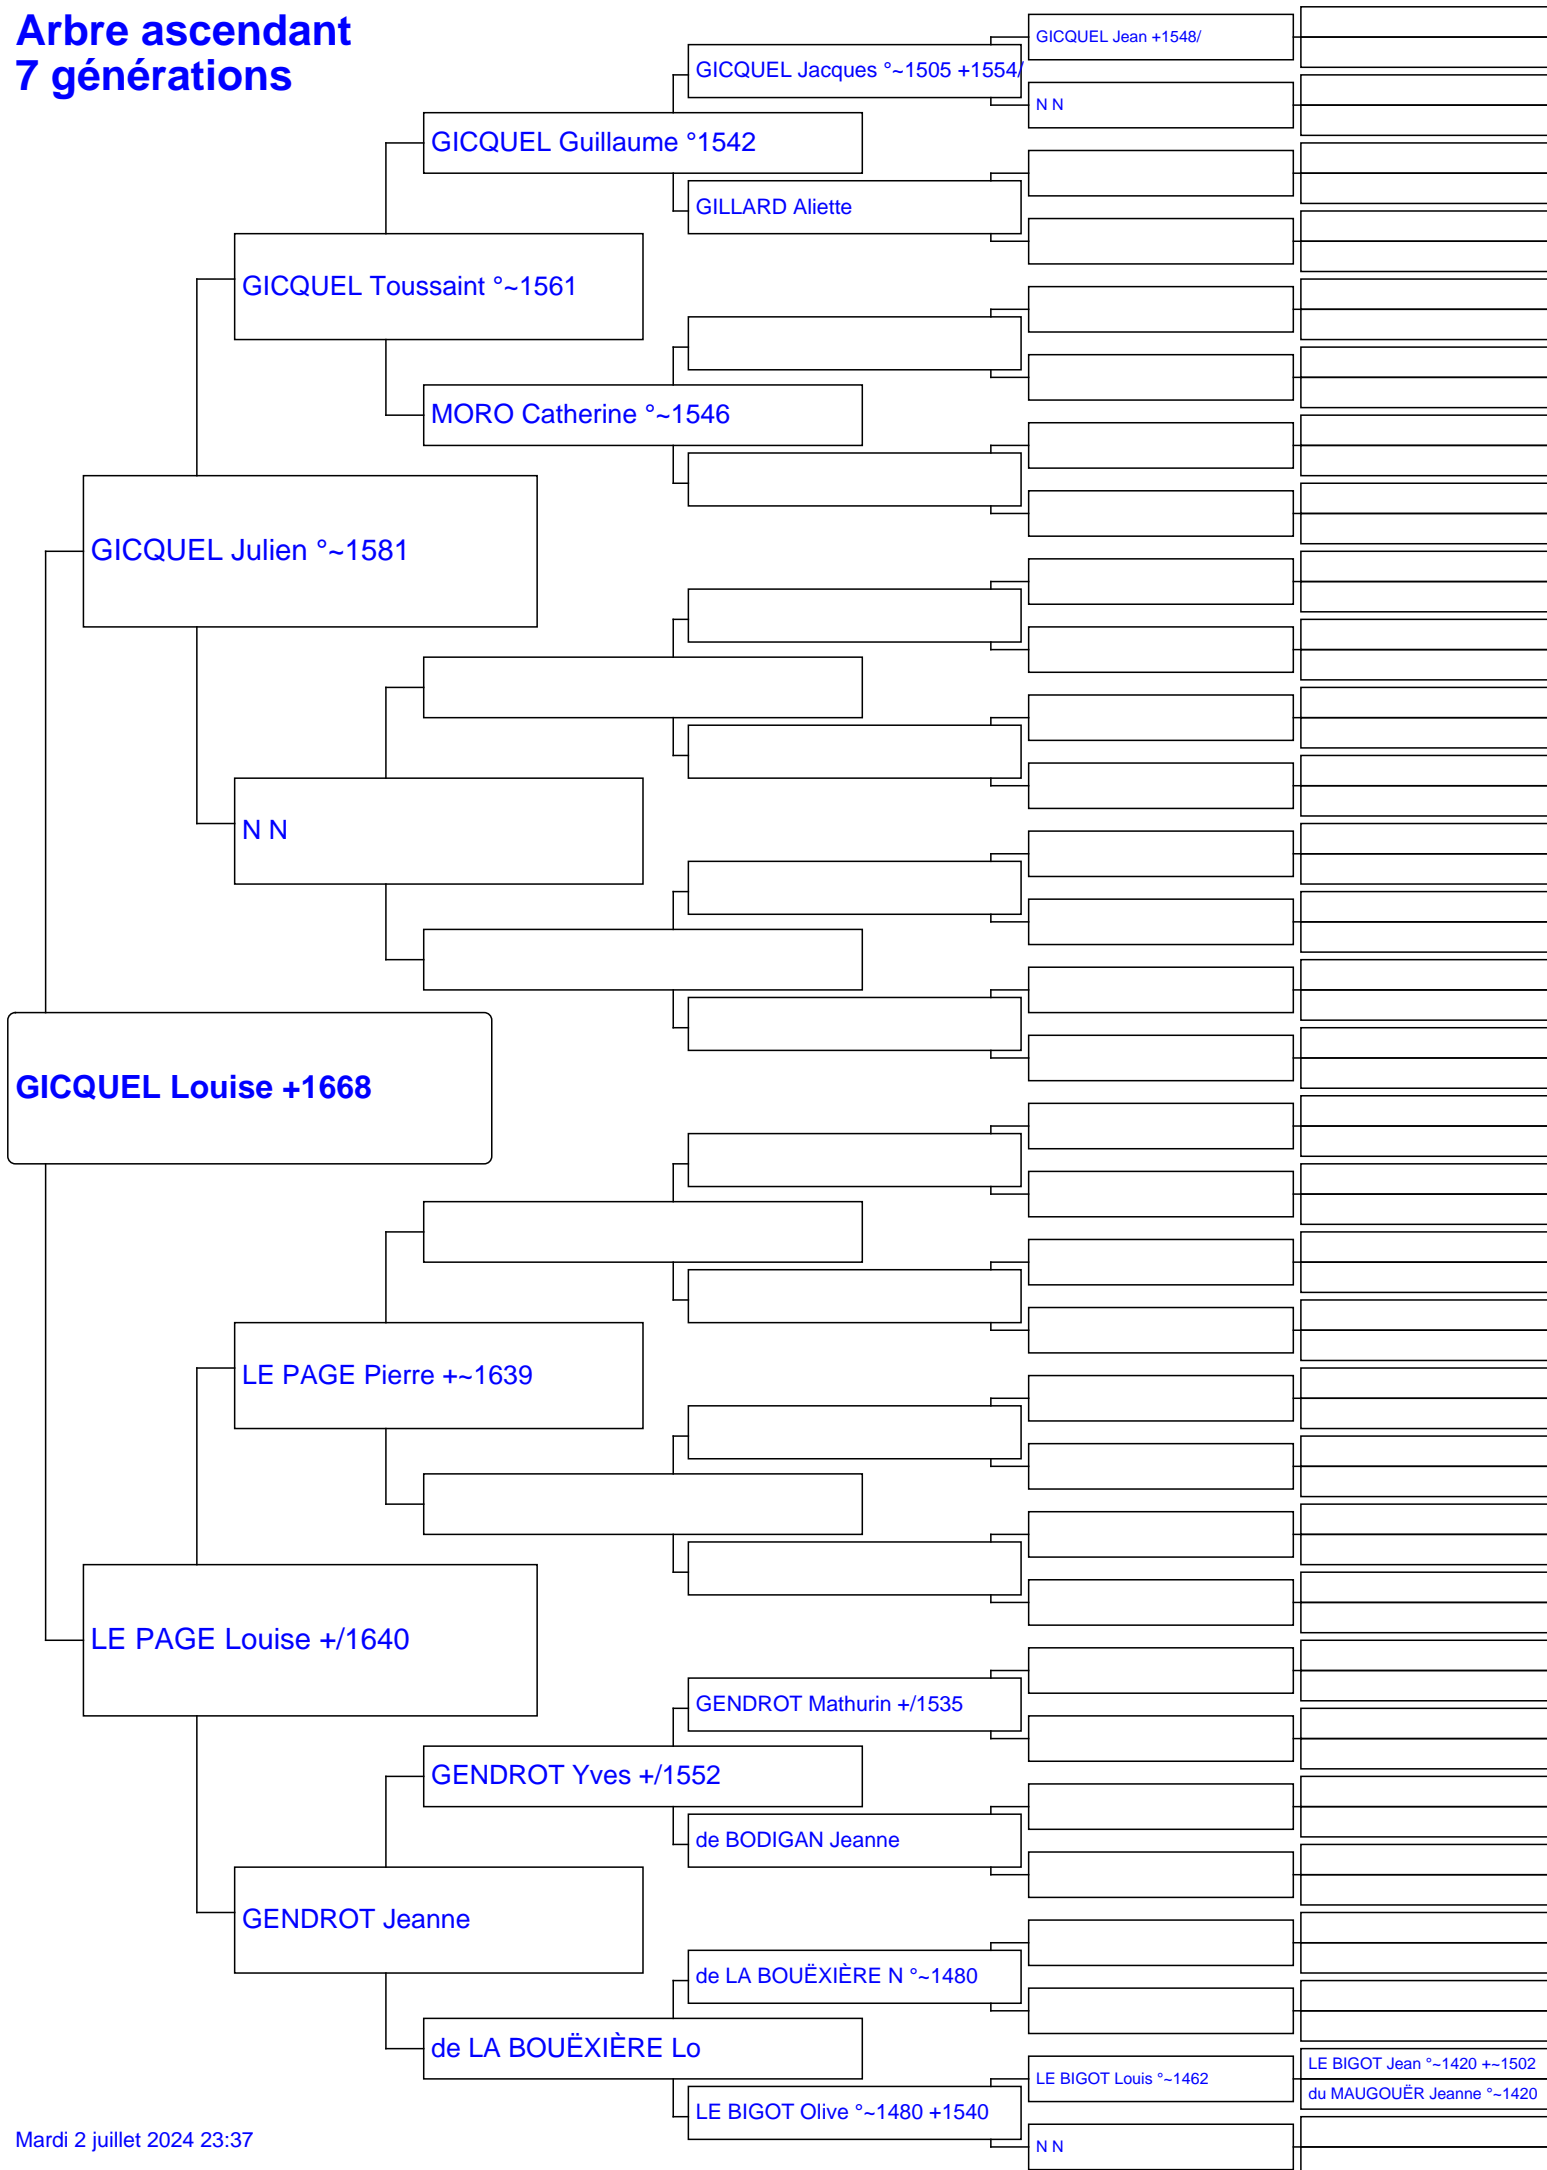 Arbre ascendant
7 générations
GICQUEL Jean +1548/
GICQUEL Jacques °~1505 +1554/
N N
GICQUEL Guillaume °1542
GILLARD Aliette
GICQUEL Toussaint °~1561
MORO Catherine °~1546
GICQUEL Julien °~1581
N N
GICQUEL Louise +1668
LE PAGE Pierre +~1639
LE PAGE Louise +/1640
GENDROT Mathurin +/1535
GENDROT Yves +/1552
de BODIGAN Jeanne
GENDROT Jeanne
de LA BOUËXIÈRE N °~1480
de LA BOUËXIÈRE Lo
LE BIGOT Jean °~1420 +~1502
LE BIGOT Louis °~1462
du MAUGOUËR Jeanne °~1420
LE BIGOT Olive °~1480 +1540
N N
Mardi 2 juillet 2024 23:37